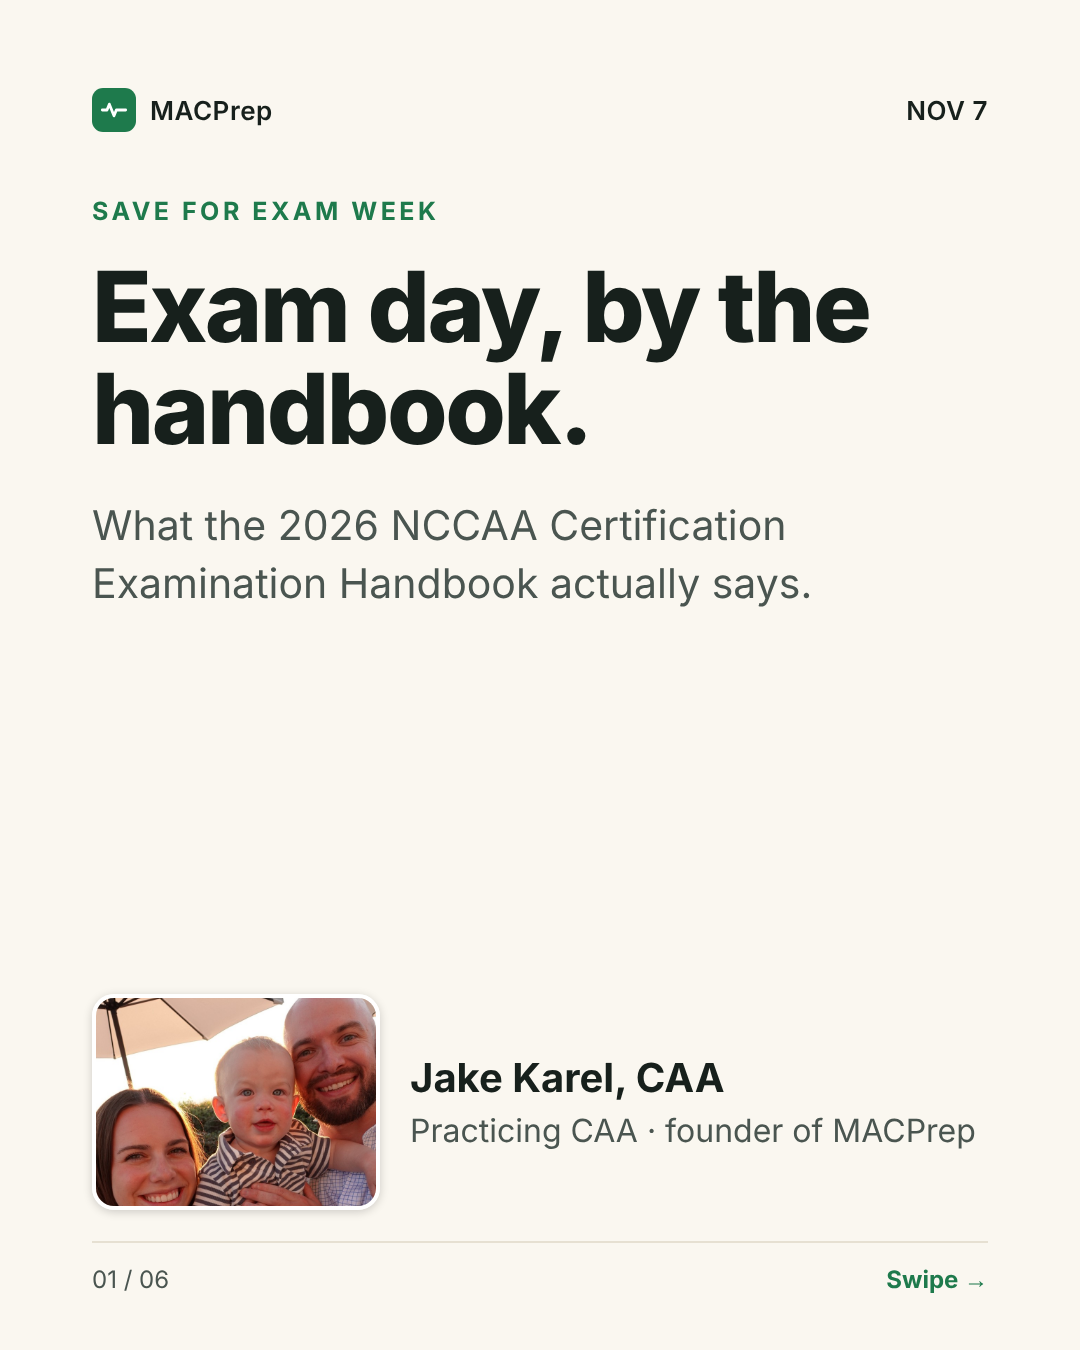 MACPrep
NOV 7
SAVE FOR EXAM WEEK
Exam day, by the
handbook.
What the 2026 NCCAA Certification
Examination Handbook actually says.
Jake Karel, CAA
Practicing CAA · founder of MACPrep
01 / 06
Swipe →